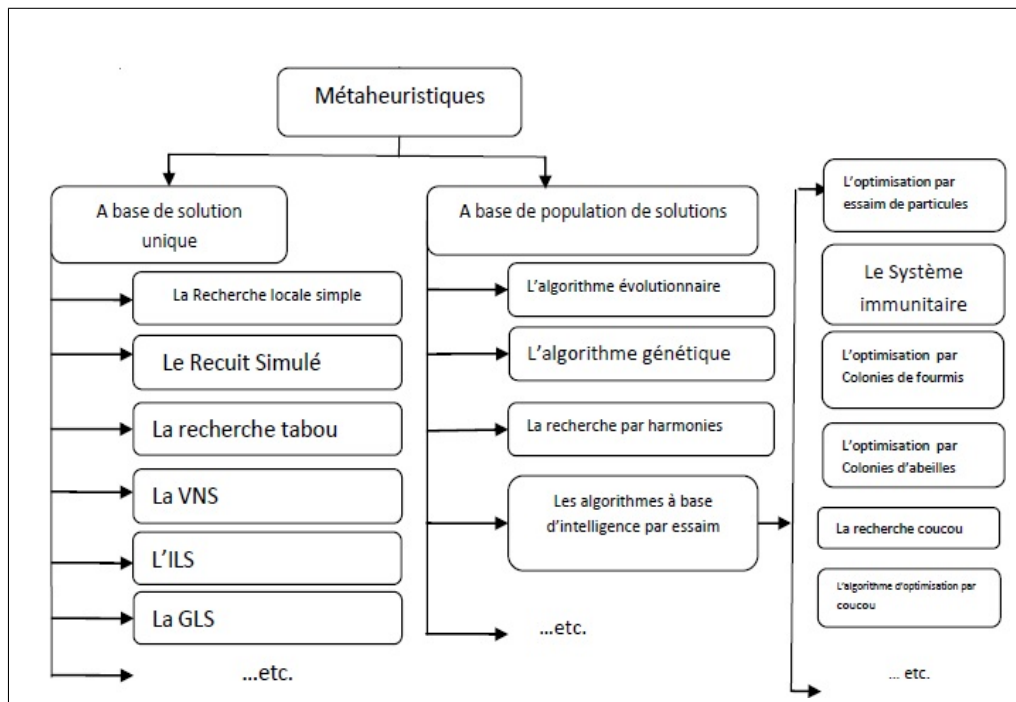 Métaheuristiques
A base de solution
unique
La Recherche locale simple
Le Recuit Simulé
La recherche tabou
La VNS
L'ILS
La GLS
...etc.
A base de population de solutions
L'algorithme évolutionnaire
L'algorithme génétique
La recherche par harmonies
Les algorithmes à base
d'intelligence par essaim
...etc.
L'optimisation par
essaim de particules
Le Système
immunitaire
L'optimisation par
Colonies de fourmis
L'optimisation par
Colonies d'abeilles
La recherche coucou
L'algorithme d'optimisation par
coucou
... etc.